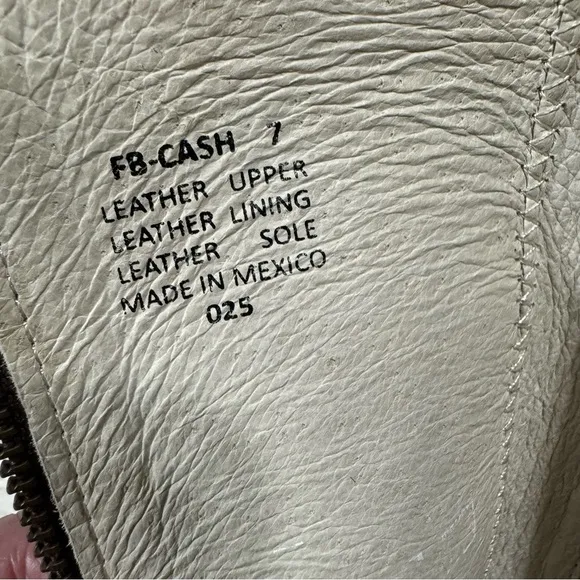 FB-CASH 7
LEATHER UPPER
LEATHER LINING
LEATHER SOLE
MADE IN MEXICO
025